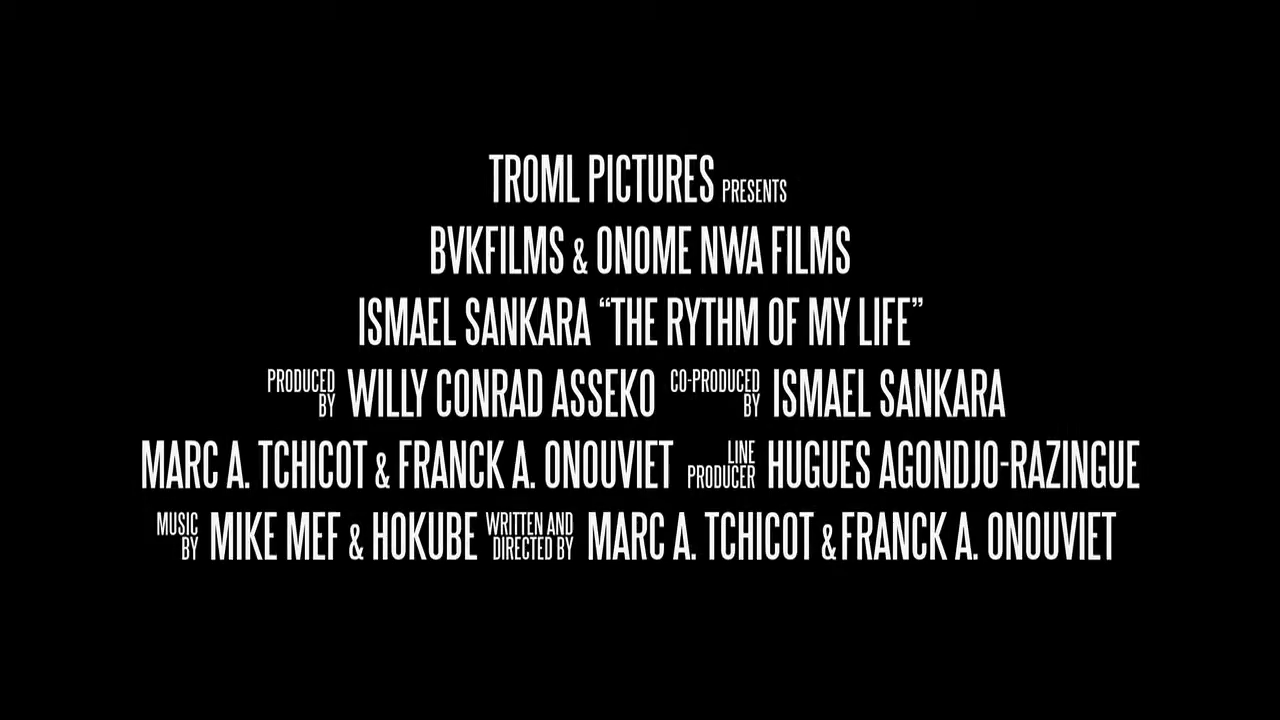 TROML PICTURES PRESENTS
BVKFILMS & ONOME NWA FILMS
ISMAEL SANKARA “THE RYTHM OF MY LIFE”
PRODUCED BY WILLY CONRAD ASSEKO CO-PRODUCED BY ISMAEL SANKARA
MARC A. TCHICOT & FRANCK A. ONOUVIET LINE PRODUCER HUGUES AGONDJO-RAZINGUE
MUSIC BY MIKE MEF & HOKUBE WRITTEN AND DIRECTED BY MARC A. TCHICOT & FRANCK A. ONOUVIET